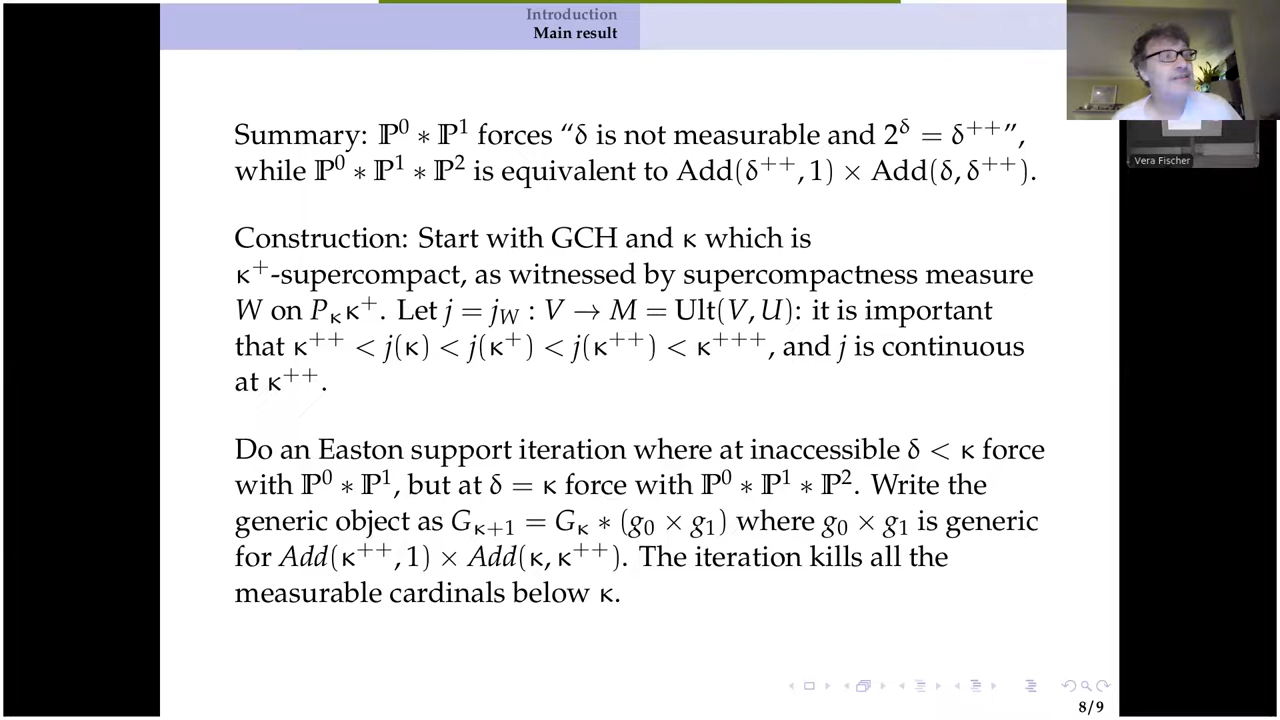 Introduction
Main result
Summary: ℙ⁰ ∗ ℙ¹ forces “δ is not measurable and 2^δ = δ⁺⁺”,
while ℙ⁰ ∗ ℙ¹ ∗ ℙ² is equivalent to Add(δ⁺⁺, 1) × Add(δ, δ⁺⁺).
Construction: Start with GCH and κ which is
κ⁺-supercompact, as witnessed by supercompactness measure
W on P_κκ⁺. Let j = j_W : V → M = Ult(V, U): it is important
that κ⁺⁺ < j(κ) < j(κ⁺) < j(κ⁺⁺) < κ⁺⁺⁺, and j is continuous
at κ⁺⁺.
Do an Easton support iteration where at inaccessible δ < κ force
with ℙ⁰ ∗ ℙ¹, but at δ = κ force with ℙ⁰ ∗ ℙ¹ ∗ ℙ². Write the
generic object as G_{κ+1} = G_κ ∗ (g₀ × g₁) where g₀ × g₁ is generic
for Add(κ⁺⁺, 1) × Add(κ, κ⁺⁺). The iteration kills all the
measurable cardinals below κ.
8/9
Vera Fischer